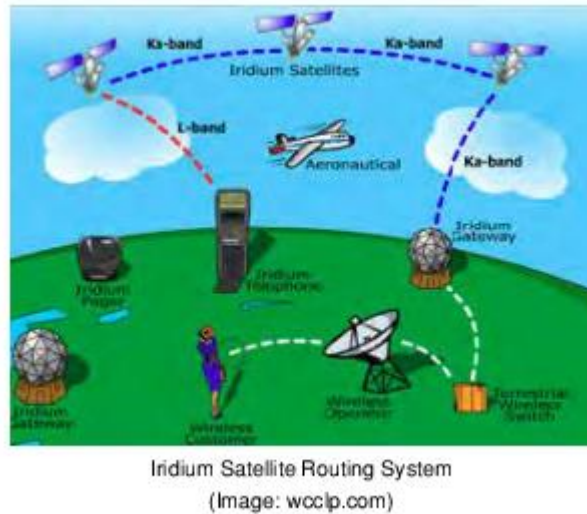 Ka-band
Ka-band
Iridium Satellites
L-band
Aeronautical
Ka-band
Iridium
Gateway
Iridium
Pager
Iridium
Telephone
Iridium
Gateway
Wireless
Customer
Wireless
Operator
Terrestrial
Wireless
Switch
Iridium Satellite Routing System
(Image: wcclp.com)